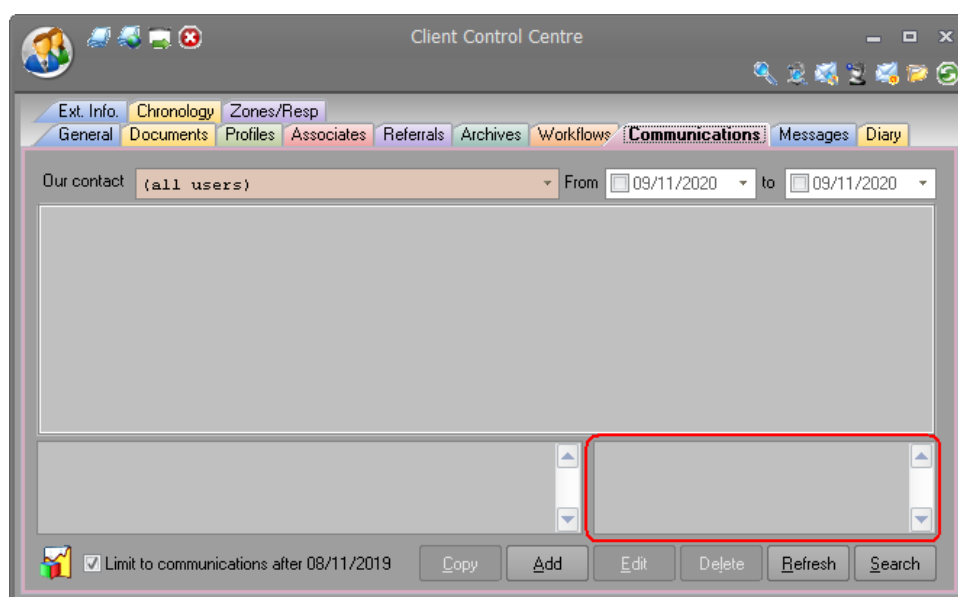 Client Control Centre
Ext. Info. Chronology Zones/Resp
General Documents Profiles Associates Referrals Archives Workflows Communications Messages Diary
Our contact (all users) From 09/11/2020 to 09/11/2020
Limit to communications after 08/11/2019 Copy Add Edit Delete Refresh Search